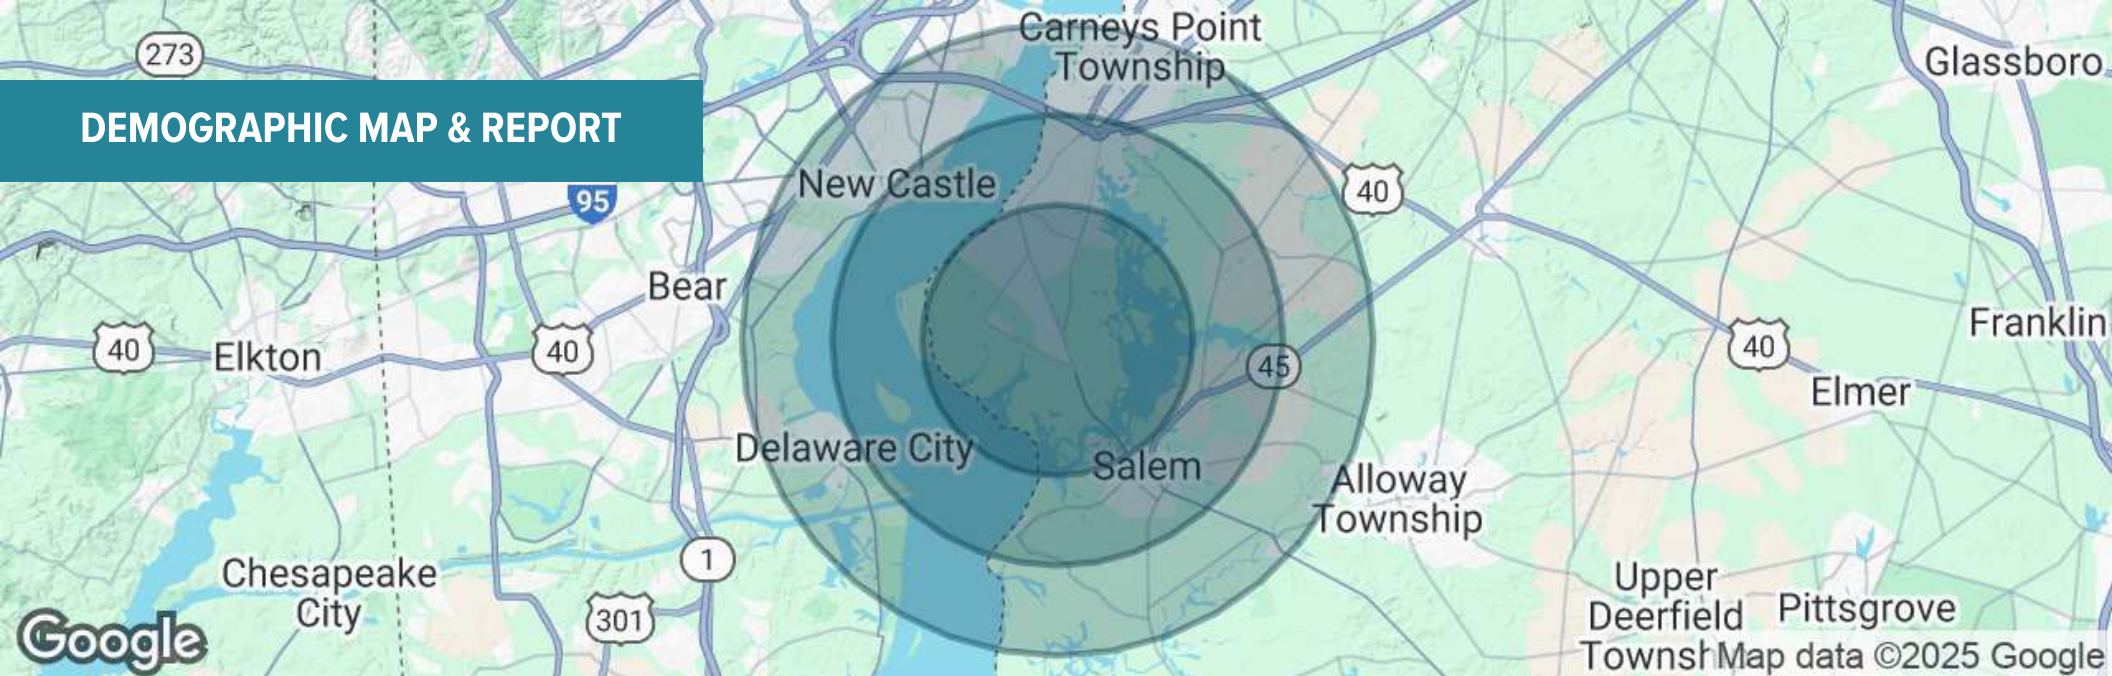 Carneys Point
Township
273
Glassboro
DEMOGRAPHIC MAP & REPORT
New Castle
40
95
Bear
Franklin
40
Elkton
40
45
40
Elmer
Delaware City
Salem
Alloway
Township
1
Chesapeake
City
301
Upper
Deerfield
Pittsgrove
Google
Map data ©2025 Google